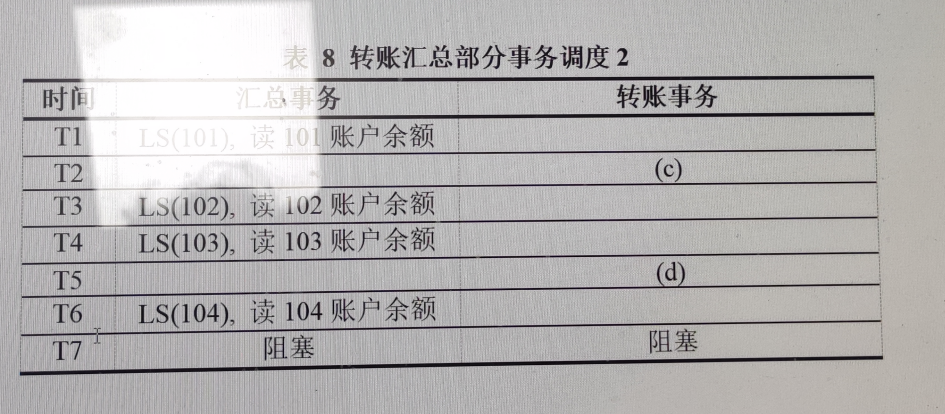 表 8 转账汇总部分事务调度 2
时间 汇总事务 转账事务
T1 LS(101), 读 101 账户余额
T2 (c)
T3 LS(102), 读 102 账户余额
T4 LS(103), 读 103 账户余额
T5 (d)
T6 LS(104), 读 104 账户余额
T7 阻塞 阻塞